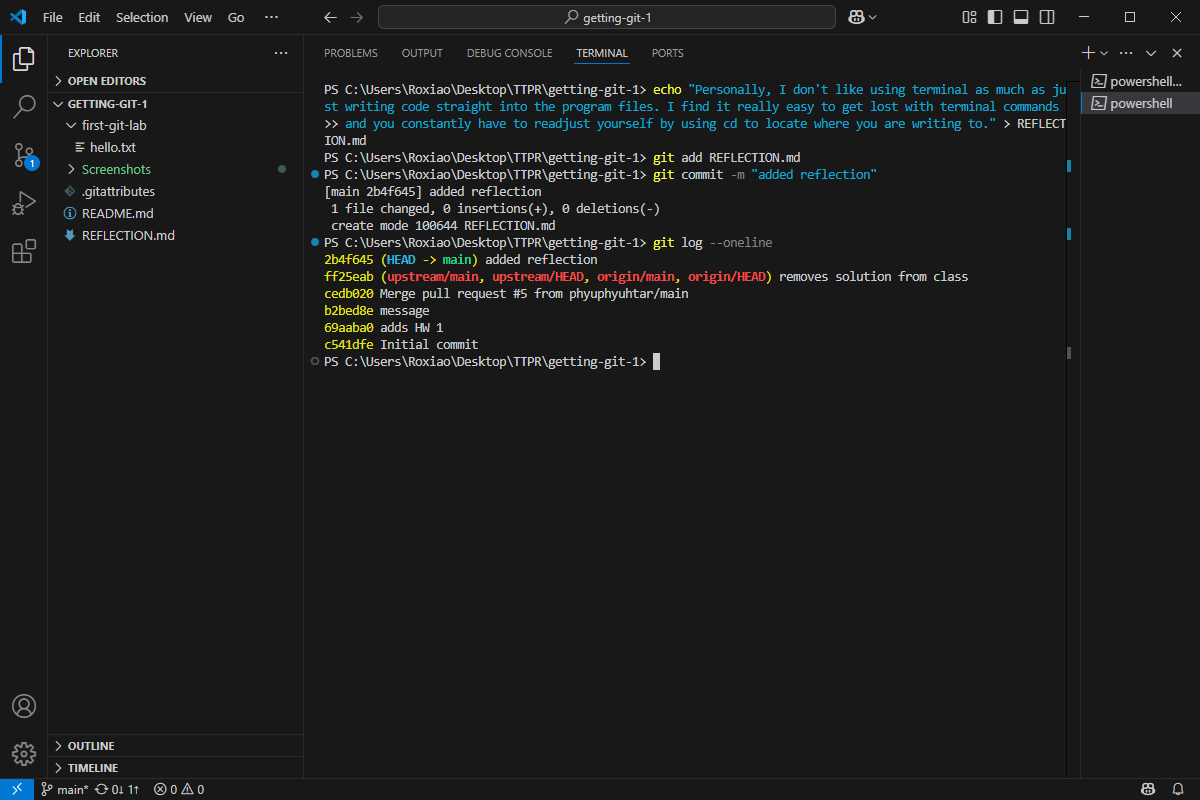 File Edit Selection View Go ··· getting-git-1
EXPLORER ···
OPEN EDITORS
GETTING-GIT-1
first-git-lab
hello.txt
Screenshots
.gitattributes
README.md
REFLECTION.md
OUTLINE
TIMELINE
1
PROBLEMS OUTPUT DEBUG CONSOLE TERMINAL PORTS
PS C:\Users\Roxiao\Desktop\TTPR\getting-git-1> echo "Personally, I don't like using terminal as much as ju
st writing code straight into the program files. I find it really easy to get lost with terminal commands
>> and you constantly have to readjust yourself by using cd to locate where you are writing to." > REFLECT
ION.md
PS C:\Users\Roxiao\Desktop\TTPR\getting-git-1> git add REFLECTION.md
PS C:\Users\Roxiao\Desktop\TTPR\getting-git-1> git commit -m "added reflection"
[main 2b4f645] added reflection
 1 file changed, 0 insertions(+), 0 deletions(-)
 create mode 100644 REFLECTION.md
PS C:\Users\Roxiao\Desktop\TTPR\getting-git-1> git log --oneline
2b4f645 (HEAD -> main) added reflection
ff25eab (upstream/main, upstream/HEAD, origin/main, origin/HEAD) removes solution from class
cedb020 Merge pull request #5 from phyuphyuhtar/main
b2bed8e message
69aaba0 adds HW 1
c541dfe Initial commit
PS C:\Users\Roxiao\Desktop\TTPR\getting-git-1>
powershell...
powershell
main* 0↓ 1↑ 0 0